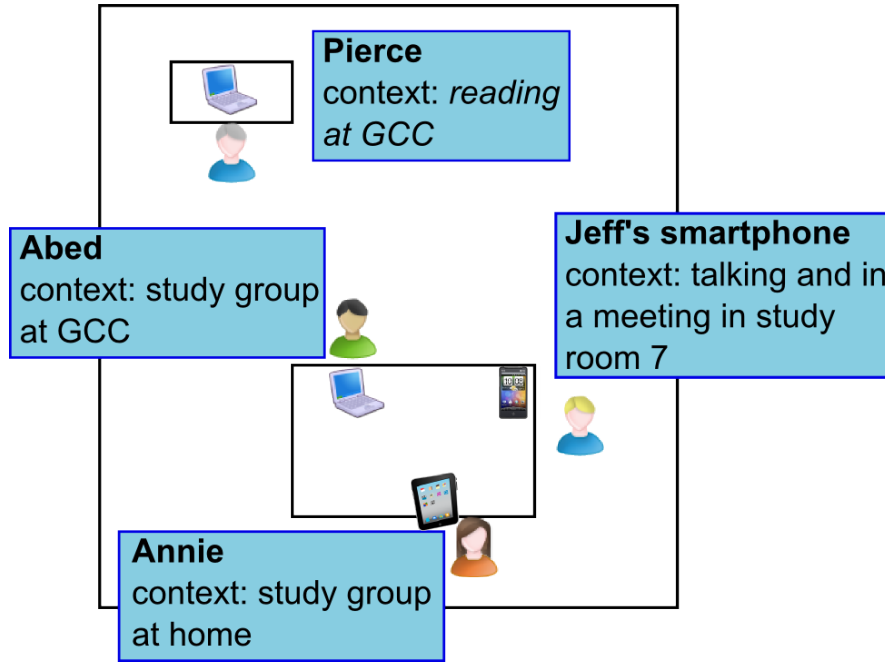 Pierce
context: reading
at GCC
Abed
context: study group
at GCC
Jeff's smartphone
context: talking and in
a meeting in study
room 7
Annie
context: study group
at home